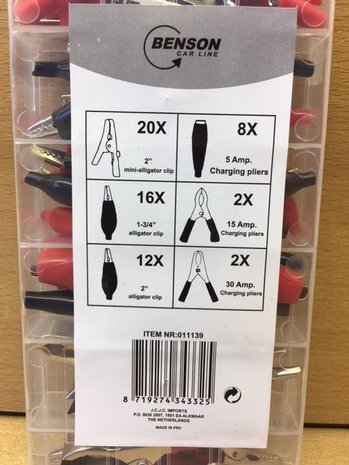 BENSON
CAR LINE
20X
2"
mini-alligator clip
8X
5 Amp.
Charging pliers
16X
1-3/4"
alligator clip
2X
15 Amp.
Charging pliers
12X
2"
alligator clip
2X
30 Amp.
Charging pliers
ITEM NR:011139
8 719274 343325
J.C.J.C. IMPORTS
P.O. BOX 2007, 1801 EA ALKMAAR
THE NETHERLANDS
MADE IN PRC